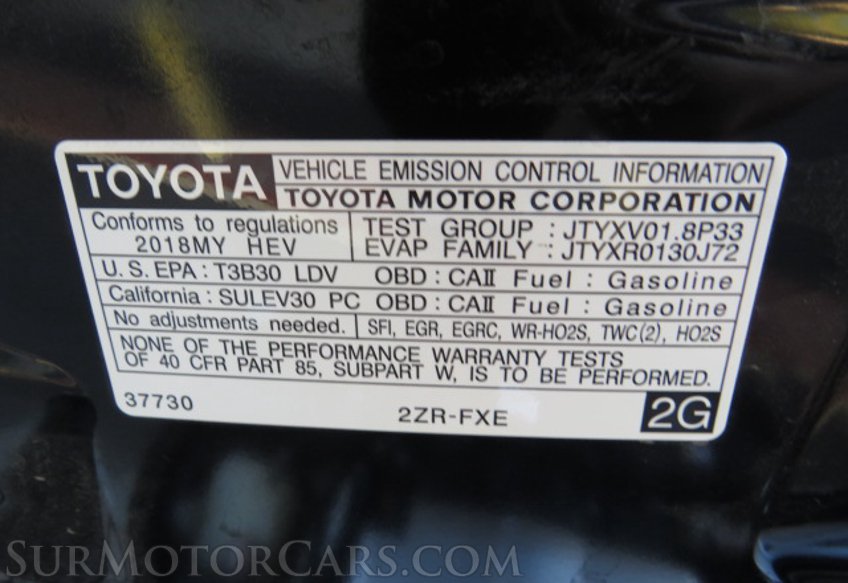 TOYOTA
VEHICLE EMISSION CONTROL INFORMATION
TOYOTA MOTOR CORPORATION
Conforms to regulations
2018MY HEV
TEST GROUP : JTYXV01.8P33
EVAP FAMILY : JTYXR0130J72
U.S.EPA : T3B30 LDV OBD : CAII Fuel : Gasoline
California : SULEV30 PC OBD : CAII Fuel : Gasoline
No adjustments needed.
SFI, EGR, EGRC, WR-HO2S, TWC(2), HO2S
NONE OF THE PERFORMANCE WARRANTY TESTS
OF 40 CFR PART 85, SUBPART W, IS TO BE PERFORMED.
37730
2ZR-FXE
2G
SURMOTORCARS.COM